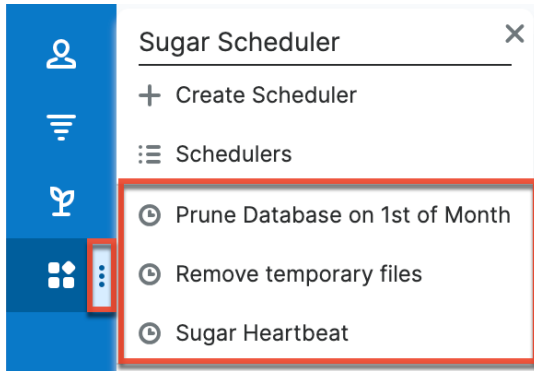 Sugar Scheduler
Create Scheduler
Schedulers
Prune Database on 1st of Month
Remove temporary files
Sugar Heartbeat